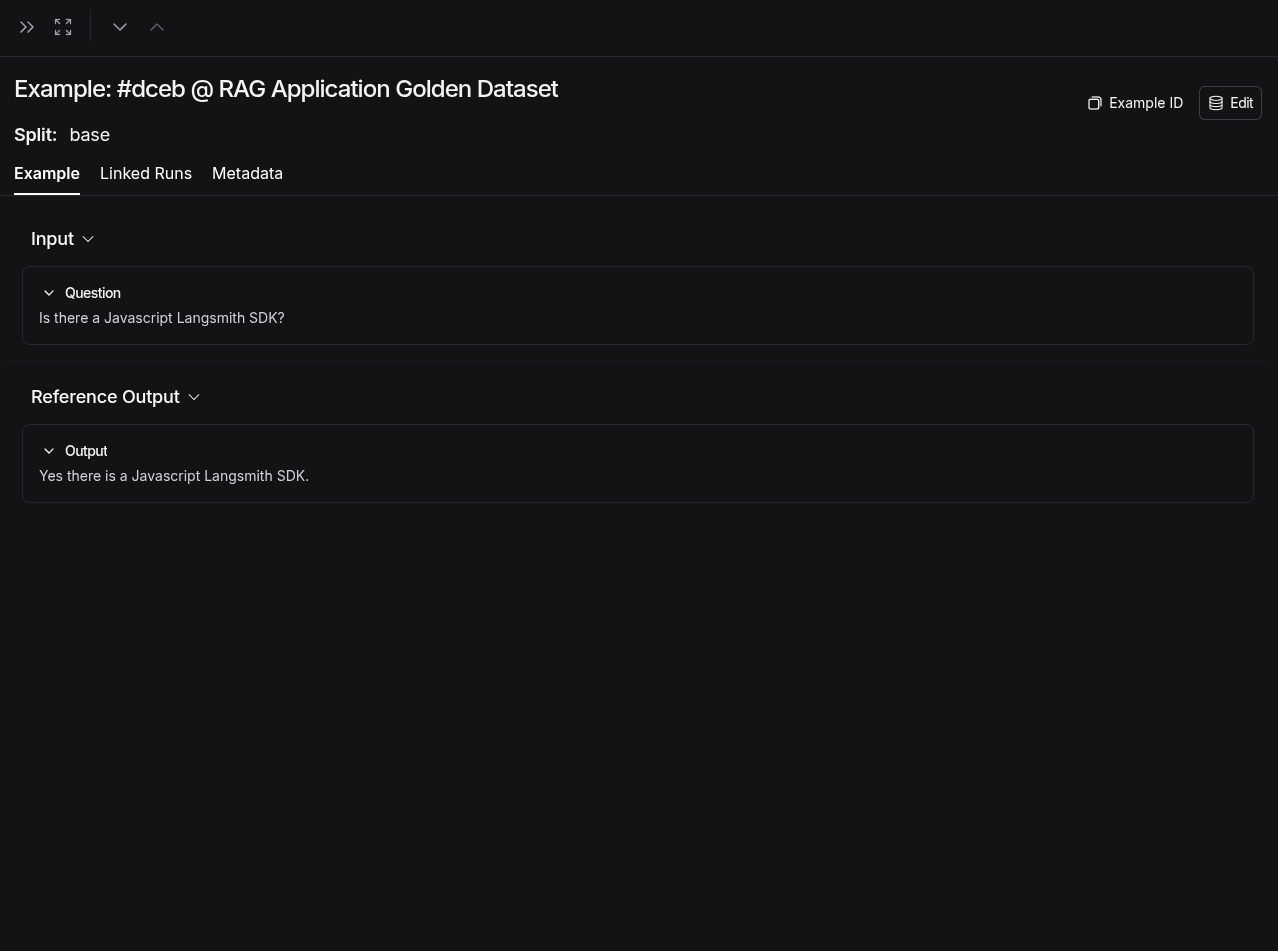 Example: #dceb @ RAG Application Golden Dataset
Example ID
Edit
Split: base
Example Linked Runs Metadata
Input
Question
Is there a Javascript Langsmith SDK?
Reference Output
Output
Yes there is a Javascript Langsmith SDK.